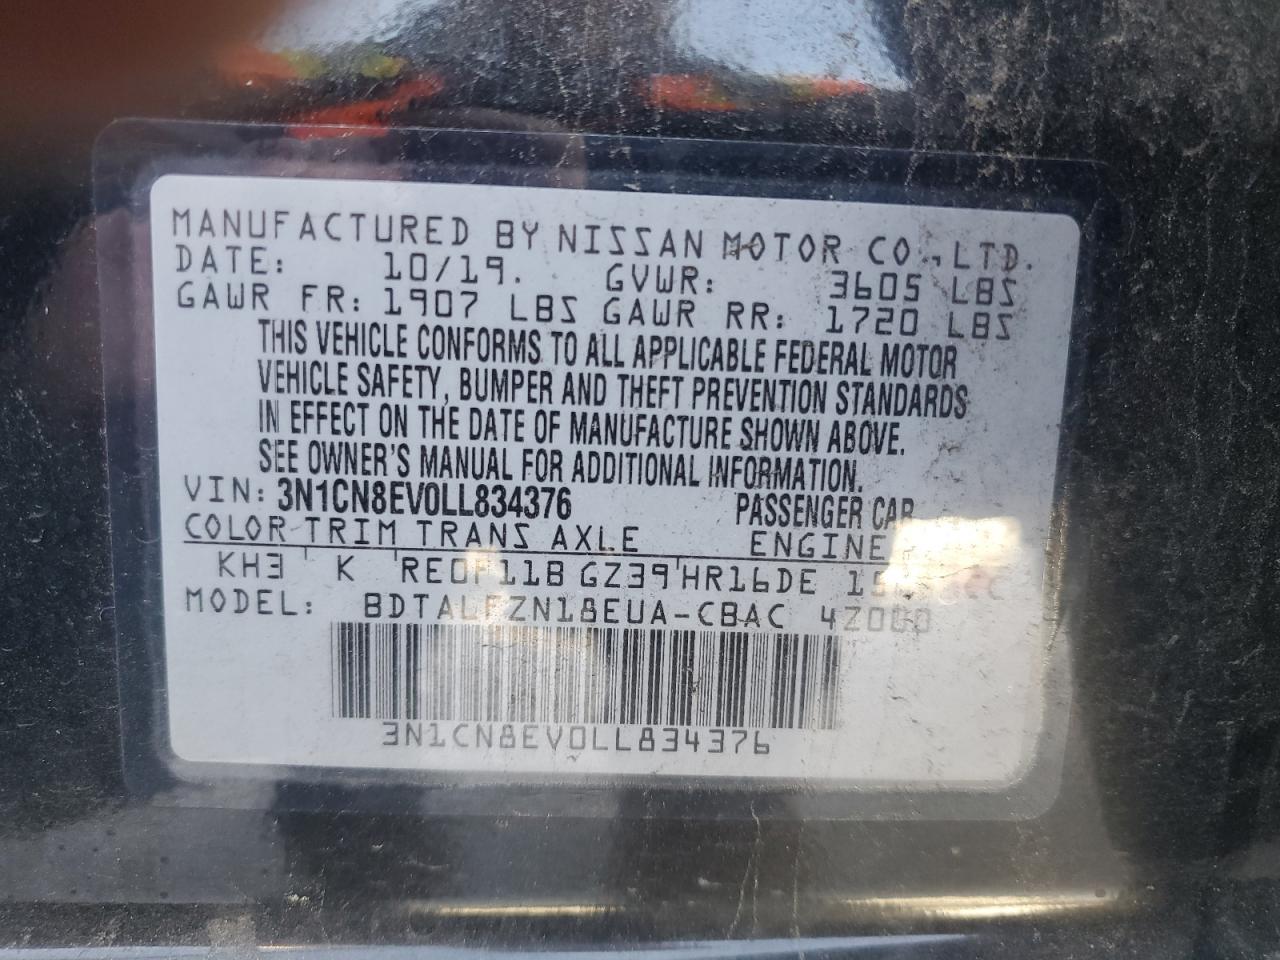 MANUFACTURED BY NISSAN MOTOR CO., LTD.
DATE: 10/19. GVWR: 3605 LBS
GAWR FR: 1907 LBS GAWR RR: 1720 LBS
THIS VEHICLE CONFORMS TO ALL APPLICABLE FEDERAL MOTOR
VEHICLE SAFETY, BUMPER AND THEFT PREVENTION STANDARDS
IN EFFECT ON THE DATE OF MANUFACTURE SHOWN ABOVE.
SEE OWNER'S MANUAL FOR ADDITIONAL INFORMATION.
VIN: 3N1CN8EV0LL834376 PASSENGER CAR
COLOR TRIM TRANS AXLE ENGINE
KH3 K RE0F11B GZ39 HR16DE
MODEL: BDTALEZN18EUA-CBAC 4Z000
3N1CN8EV0LL834376